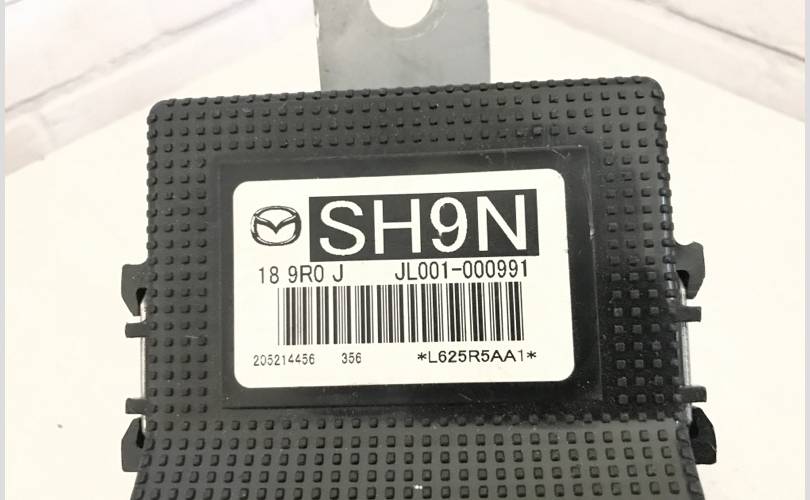 SH9N
18 9R0 J JL001-000991
205214456 356 *L625R5AA1*